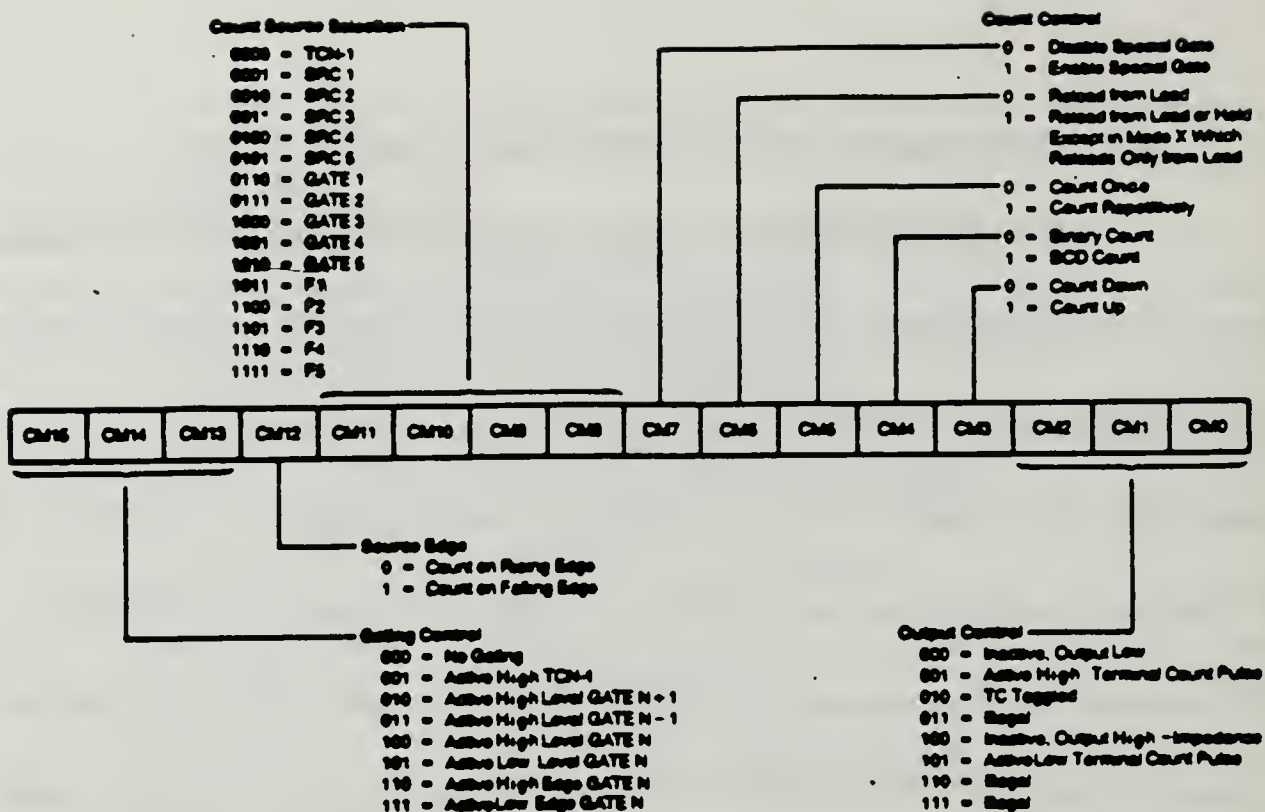 Count Source Selection
0000 = TCN-1
0001 = SRC 1
0010 = SRC 2
001" = SRC 3
0100 = SRC 4
0101 = SRC 5
0110 = GATE 1
0111 = GATE 2
1000 = GATE 3
1001 = GATE 4
1010 = GATE 5
1011 = F1
1100 = F2
1101 = F3
1110 = F4
1111 = F5
Count Control
0 = Disable Special Gate
1 = Enable Special Gate
0 = Reload from Load
1 = Reload from Load or Hold
Except in Mode X Which
Reloads Only from Load
0 = Count Once
1 = Count Repetitively
0 = Binary Count
1 = BCD Count
0 = Count Down
1 = Count Up
CM15 CM14 CM13 CM12 CM11 CM10 CM9 CM8 CM7 CM6 CM5 CM4 CM3 CM2 CM1 CM0
Source Edge
0 = Count on Rising Edge
1 = Count on Falling Edge
Gating Control
000 = No Gating
001 = Active High TCN-1
010 = Active High Level GATE N + 1
011 = Active High Level GATE N - 1
100 = Active High Level GATE N
101 = Active Low Level GATE N
110 = Active High Edge GATE N
111 = Active Low Edge GATE N
Output Control
000 = Inactive, Output Low
001 = Active High Terminal Count Pulse
010 = TC Toggled
011 = Illegal
100 = Inactive, Output High -Impedance
101 = Active Low Terminal Count Pulse
110 = Illegal
111 = Illegal